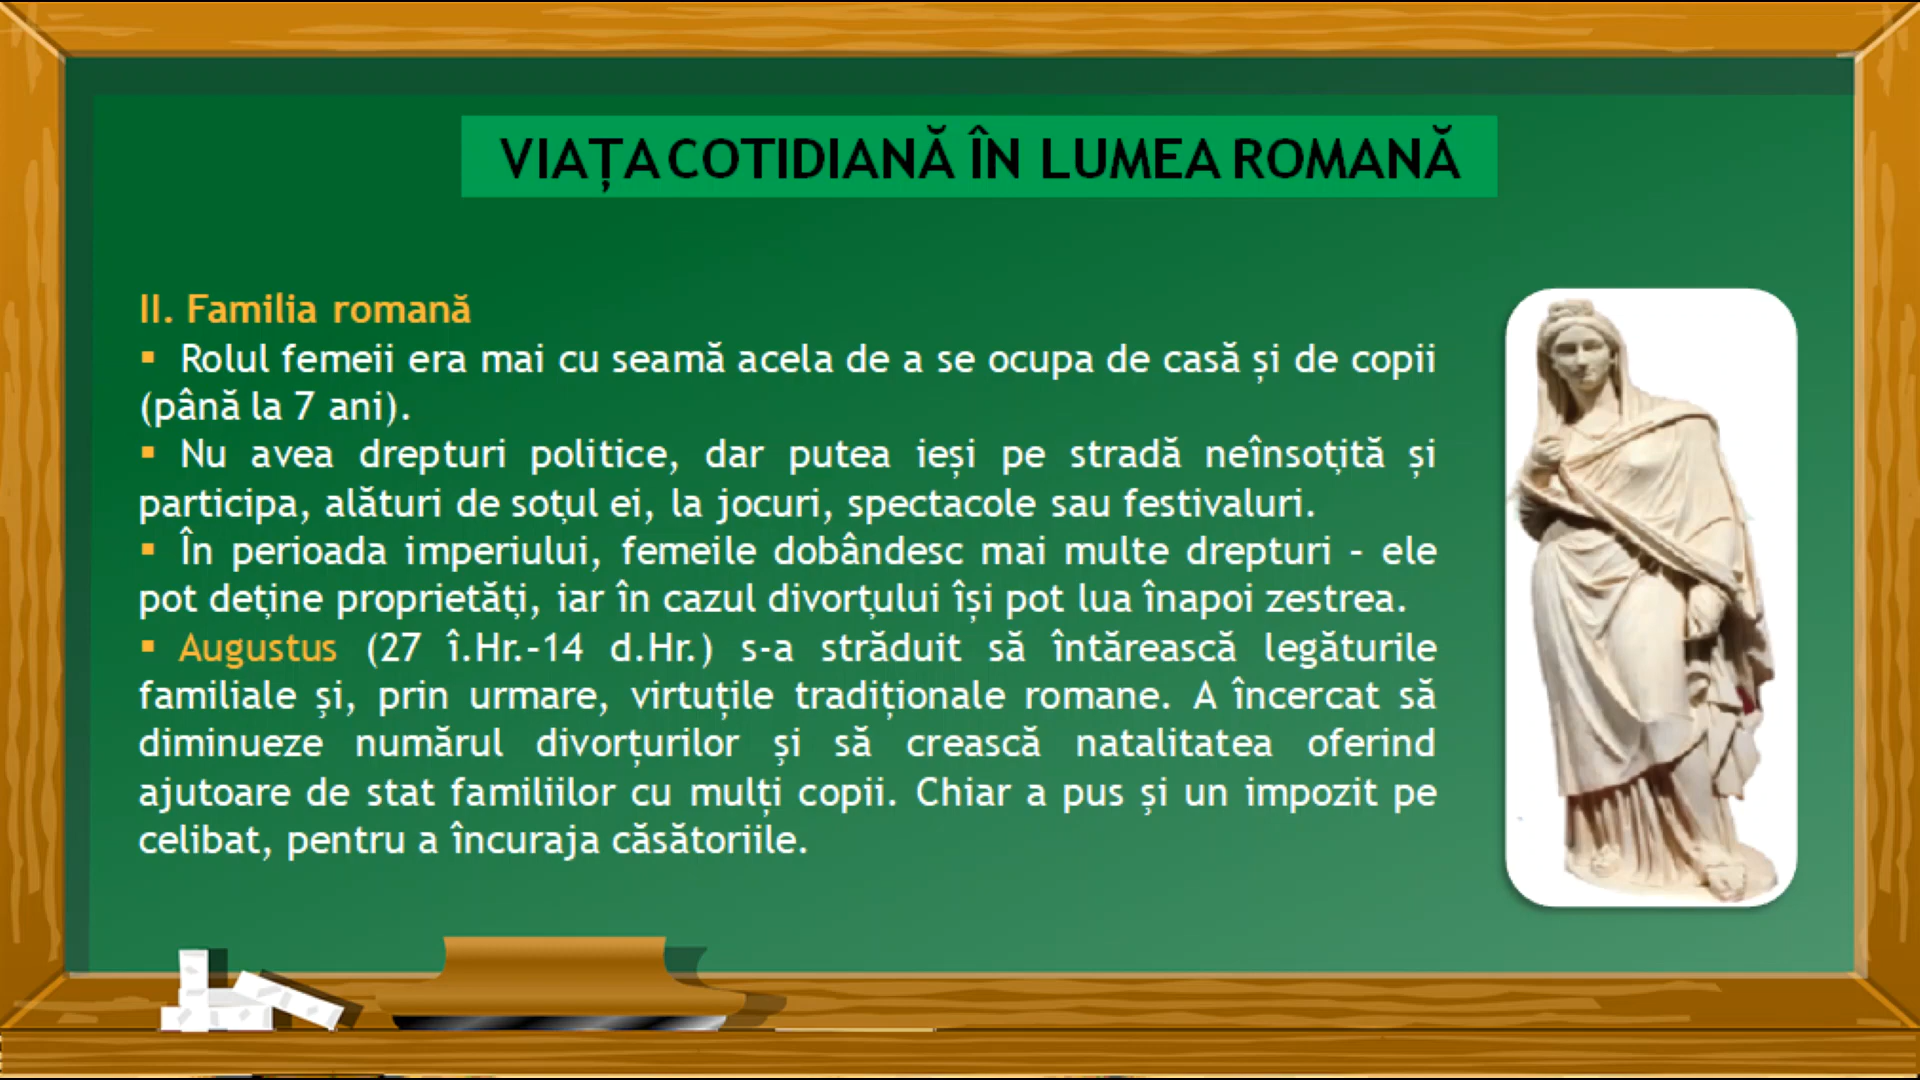 VIAȚA COTIDIANĂ ÎN LUMEA ROMANĂ
II. Familia romană
▪ Rolul femeii era mai cu seamă acela de a se ocupa de casă și de copii
(până la 7 ani).
▪ Nu avea drepturi politice, dar putea ieși pe stradă neînsoțită și
participa, alături de soțul ei, la jocuri, spectacole sau festivaluri.
▪ În perioada imperiului, femeile dobândesc mai multe drepturi – ele
pot deține proprietăți, iar în cazul divorțului își pot lua înapoi zestrea.
▪ Augustus (27 î.Hr.-14 d.Hr.) s-a străduit să întărească legăturile
familiale și, prin urmare, virtuțile tradiționale romane. A încercat să
diminueze numărul divorțurilor și să crească natalitatea oferind
ajutoare de stat familiilor cu mulți copii. Chiar a pus și un impozit pe
celibat, pentru a încuraja căsătoriile.